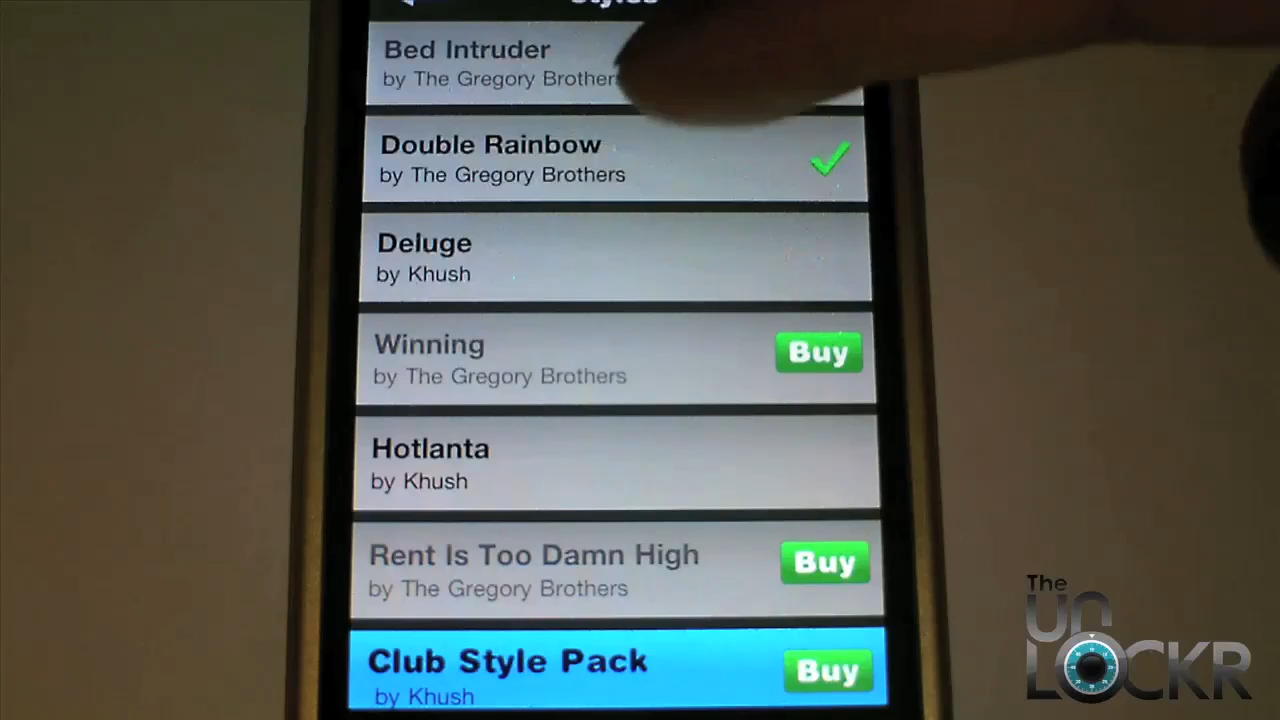 Styles
Bed Intruder
by The Gregory Brothers
Double Rainbow
by The Gregory Brothers
Deluge
by Khush
Winning
by The Gregory Brothers
Buy
Hotlanta
by Khush
Rent Is Too Damn High
by The Gregory Brothers
Buy
Club Style Pack
by Khush
Buy
The
UN
LOCKR